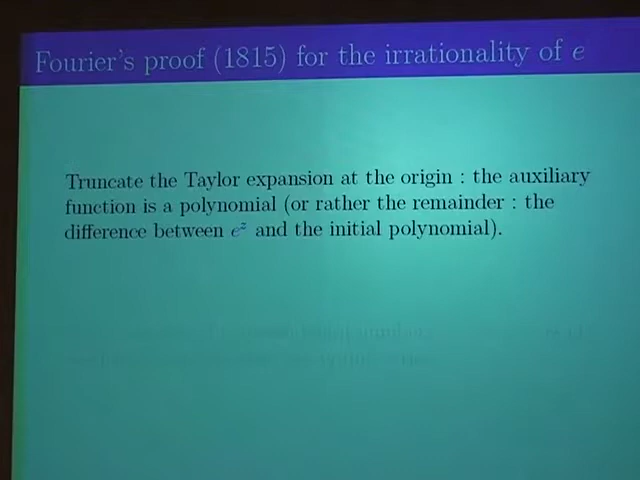 Fourier's proof (1815) for the irrationality of e
Truncate the Taylor expansion at the origin : the auxiliary
function is a polynomial (or rather the remainder : the
difference between e^z and the initial polynomial).